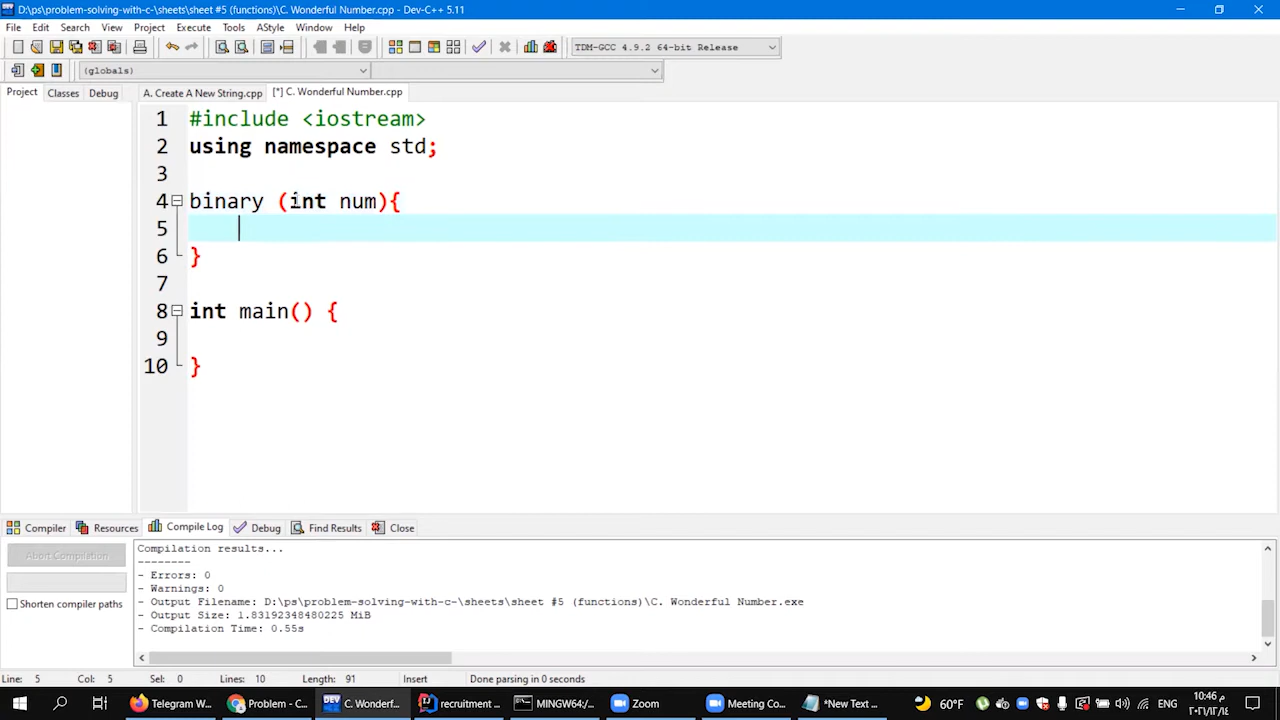 D:\ps\problem-solving-with-c-\sheets\sheet #5 (functions)\C. Wonderful Number.cpp - Dev-C++ 5.11
File Edit Search View Project Execute Tools AStyle Window Help
TDM-GCC 4.9.2 64-bit Release
(globals)
Project Classes Debug A. Create A New String.cpp [*] C. Wonderful Number.cpp
1 #include <iostream>
2 using namespace std;
3
4 binary (int num){
5
6 }
7
8 int main() {
9
10 }
Compiler Resources Compile Log Debug Find Results Close
Abort Compilation
Shorten compiler paths
Compilation results...
--------
- Errors: 0
- Warnings: 0
- Output Filename: D:\ps\problem-solving-with-c-\sheets\sheet #5 (functions)\C. Wonderful Number.exe
- Output Size: 1.83192348480225 MiB
- Compilation Time: 0.55s
Line: 5 Col: 5 Sel: 0 Lines: 10 Length: 91 Insert Done parsing in 0 seconds
Telegram W... Problem - C... C. Wonderf... recruitment ... MINGW64:/... Zoom Meeting Co... *New Text ... 60°F ENG 10:46